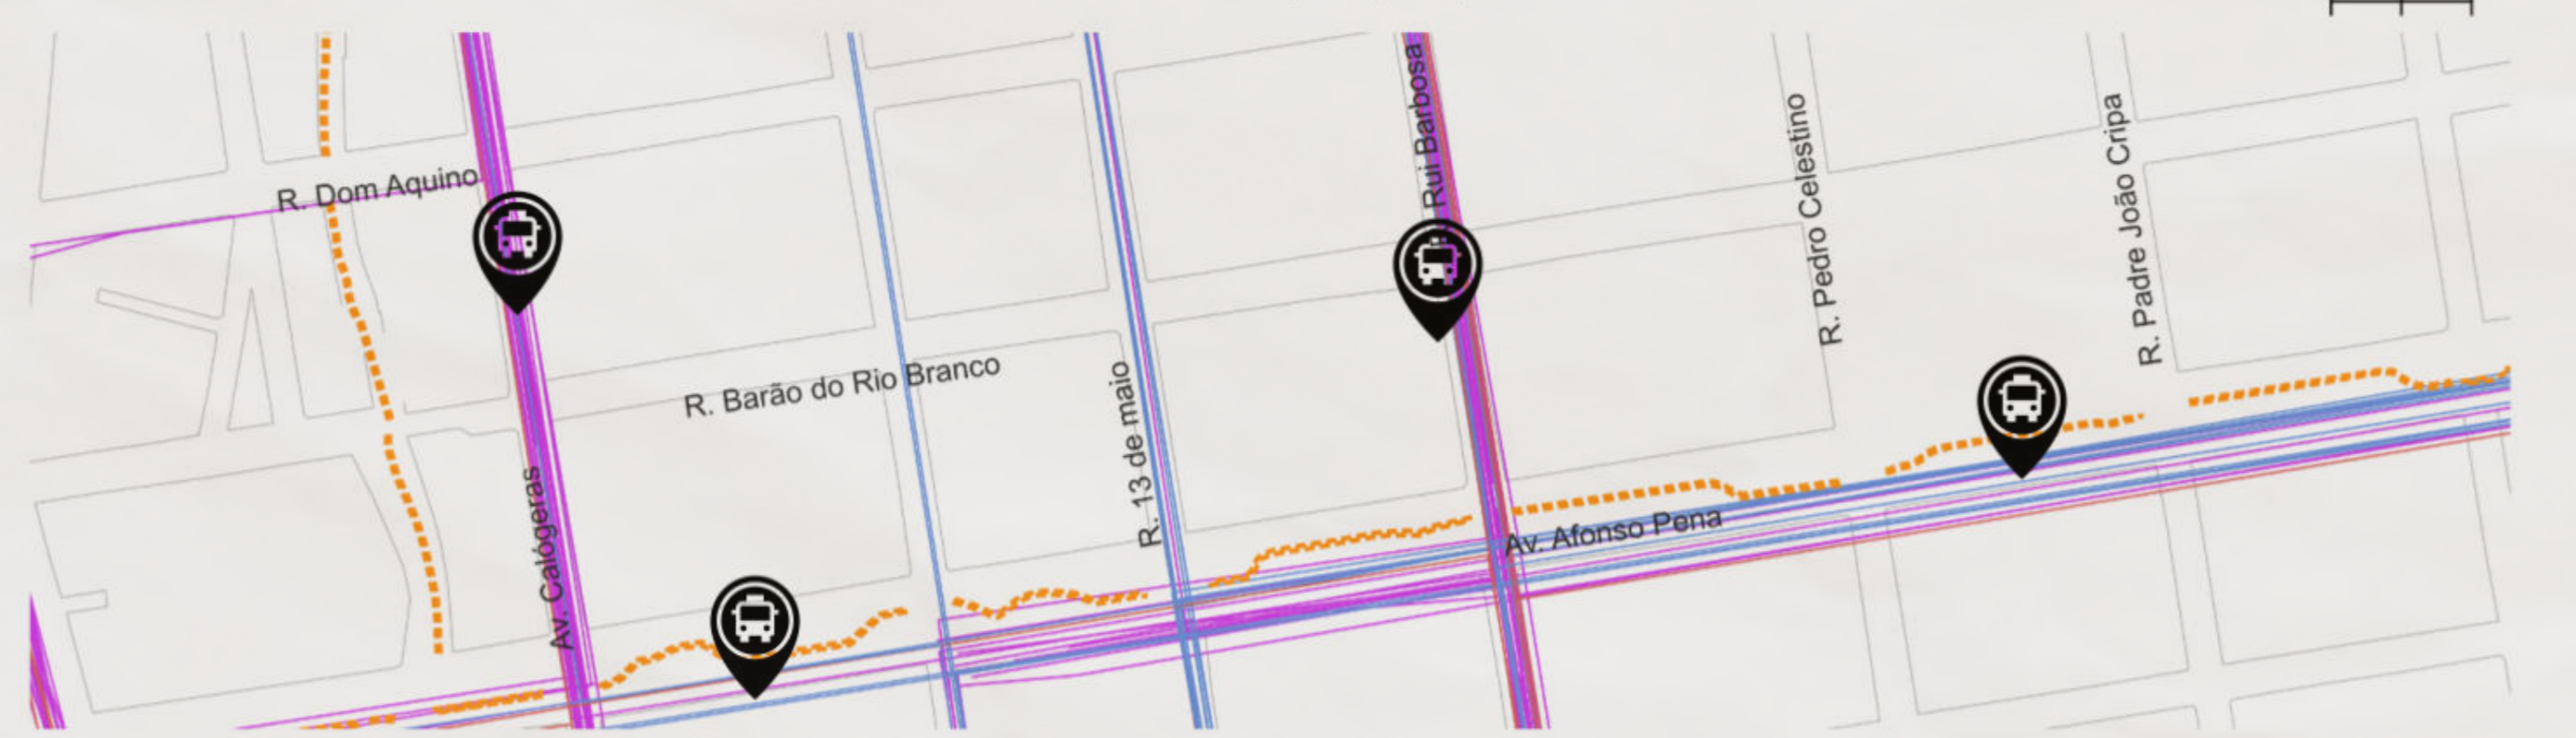 R. Dom Aquino
Av. Calógeras
R. Barão do Rio Branco
R. 13 de maio
Rui Barbosa
Av. Afonso Pena
R. Pedro Celestino
R. Padre João Cripa